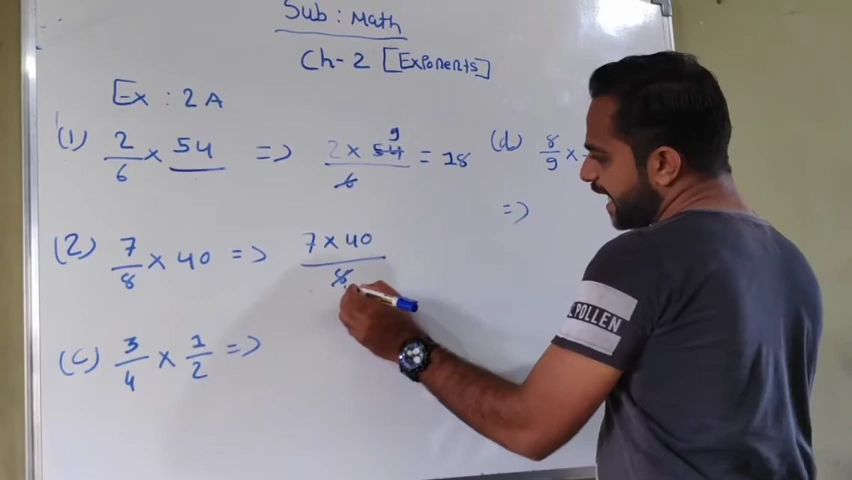 Sub : Math
Ch-2 [Exponents]
Ex : 2A
(1) 2/6 × 54 => 2 × 54/6 = 18
9
(d) 8/9 ×
=>
(2) 7/8 × 40 => 7 × 40/8
(C) 3/4 × 1/2 =>
POLLEN